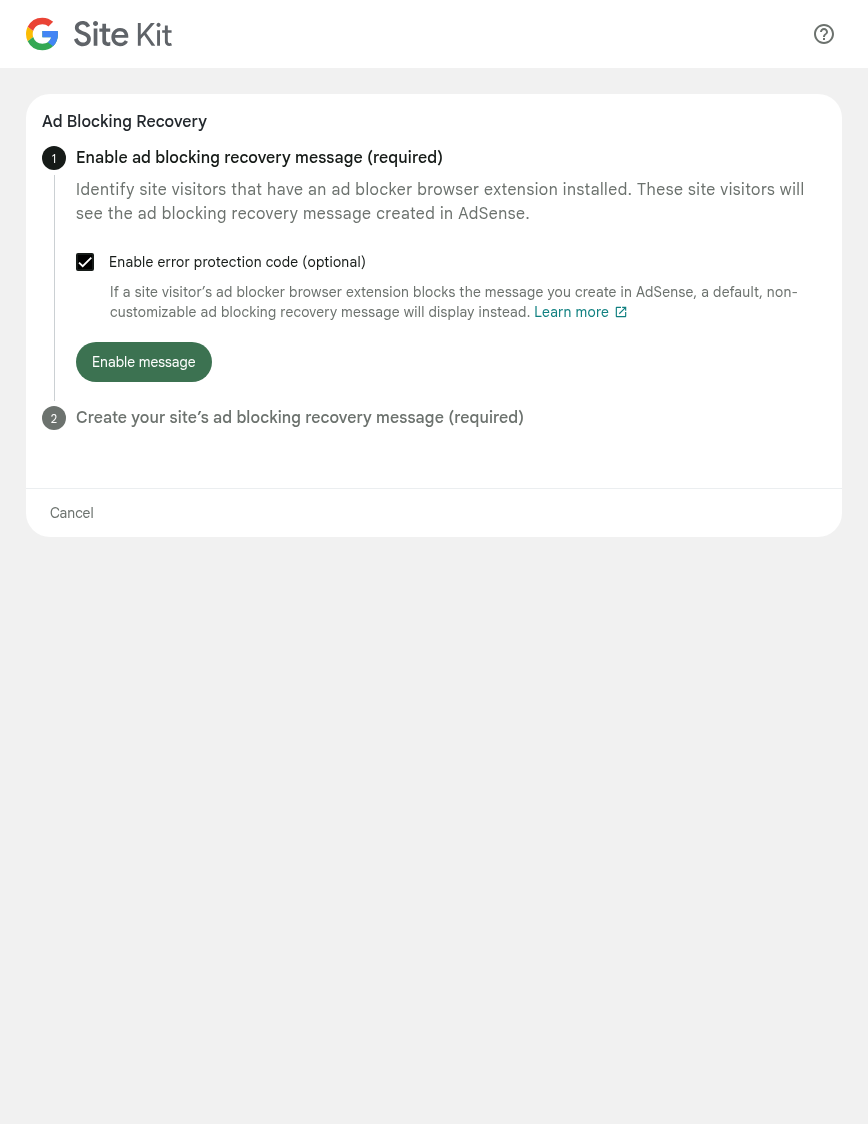 Site Kit
Ad Blocking Recovery
1 Enable ad blocking recovery message (required)
Identify site visitors that have an ad blocker browser extension installed. These site visitors will
see the ad blocking recovery message created in AdSense.
Enable error protection code (optional)
If a site visitor’s ad blocker browser extension blocks the message you create in AdSense, a default, non-
customizable ad blocking recovery message will display instead. Learn more
Enable message
2 Create your site’s ad blocking recovery message (required)
Cancel